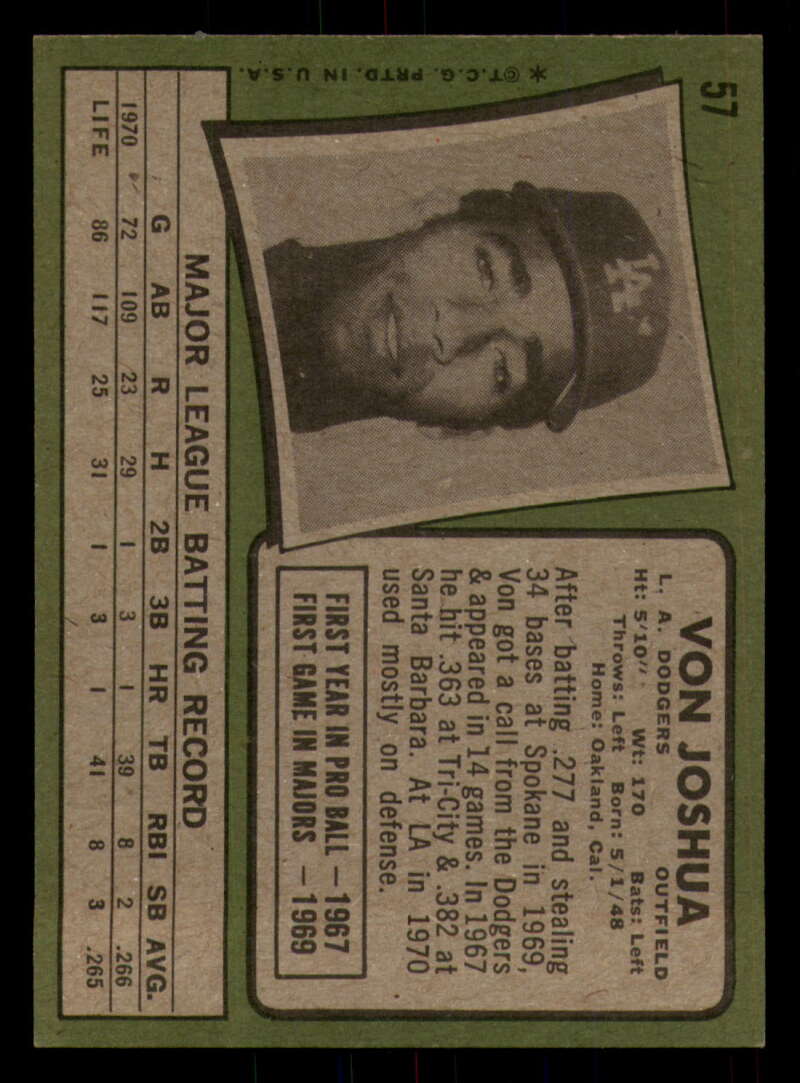 57
VON JOSHUA
L. A. DODGERS OUTFIELD
Ht: 5'10" Wt: 170 Bats: Left
Throws: Left Born: 5/1/48
Home: Oakland, Cal.
After batting .277 and stealing
34 bases at Spokane in 1969,
Von got a call from the Dodgers
& appeared in 14 games. In 1967
he hit .363 at Tri-City & .382 at
Santa Barbara. At LA in 1970
used mostly on defense.
FIRST YEAR IN PRO BALL — 1967
FIRST GAME IN MAJORS — 1969
LA
*©T.C.G. PRTD. IN U.S.A.
MAJOR LEAGUE BATTING RECORD
G AB R H 2B 3B HR TB RBI SB AVG.
1970 72 109 23 29 1 3 1 39 8 2 .266
LIFE 86 117 25 31 1 3 1 41 8 3 .265